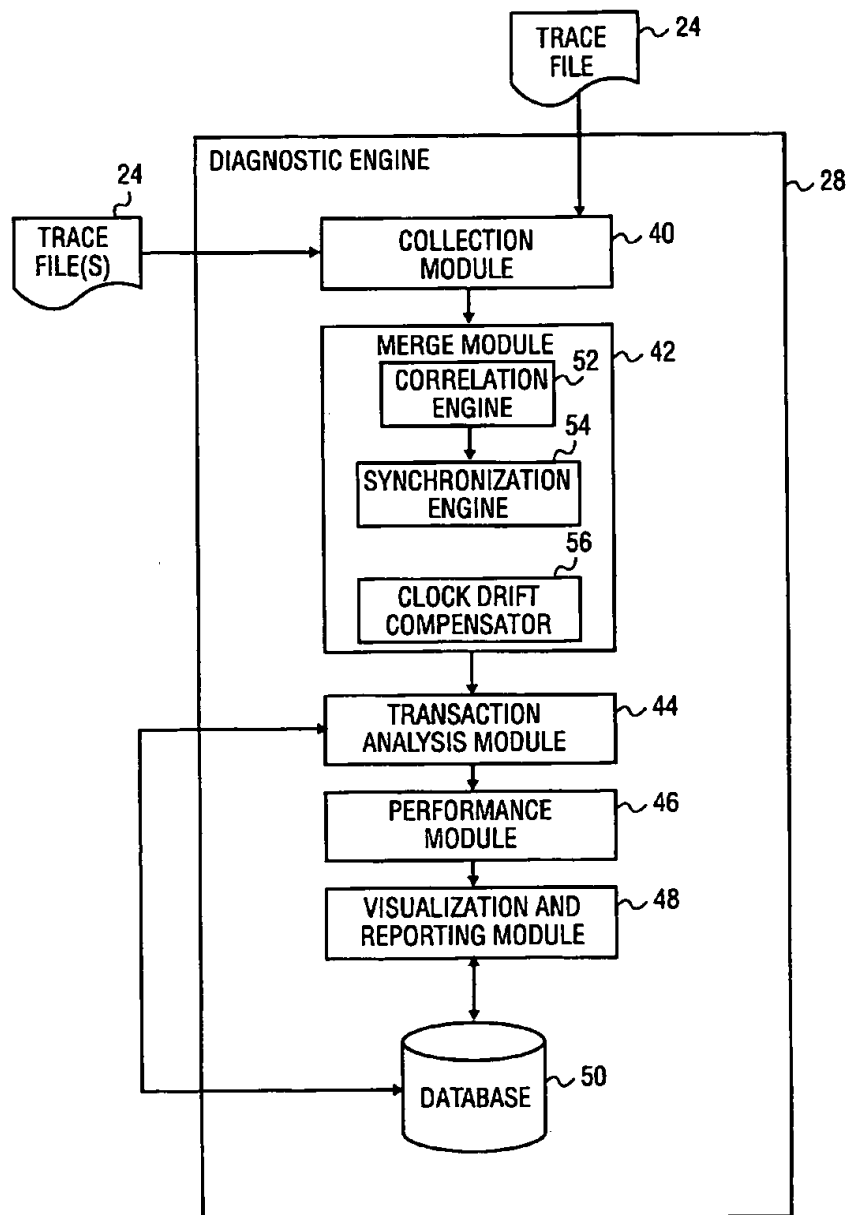 TRACE
FILE
24
DIAGNOSTIC ENGINE
28
24
TRACE
FILE(S)
COLLECTION
MODULE
40
MERGE MODULE
42
CORRELATION
ENGINE
52
54
SYNCHRONIZATION
ENGINE
56
CLOCK DRIFT
COMPENSATOR
TRANSACTION
ANALYSIS MODULE
44
PERFORMANCE
MODULE
46
VISUALIZATION AND
REPORTING MODULE
48
DATABASE
50